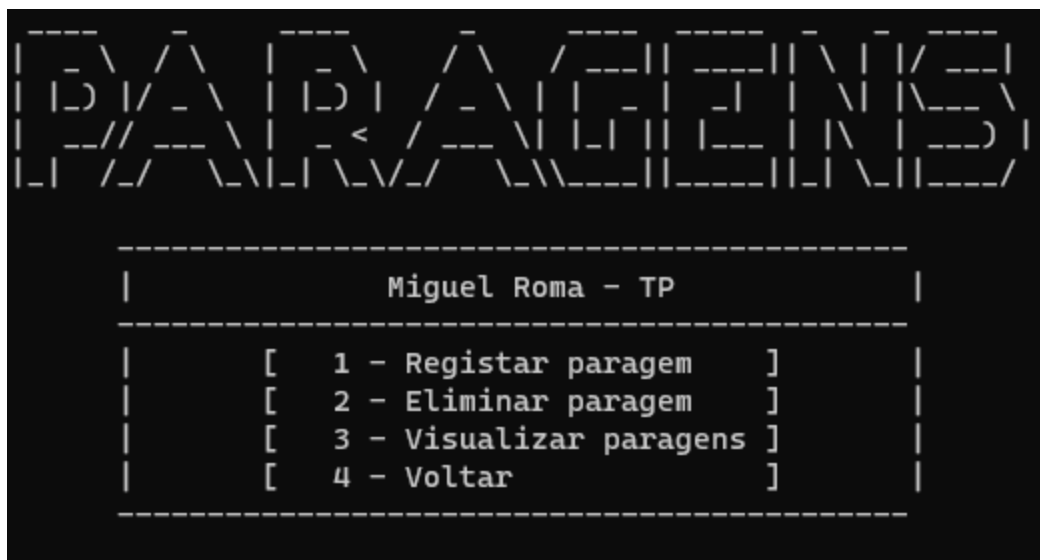 PARAGENS
Miguel Roma - TP
[ 1 - Registar paragem ]
[ 2 - Eliminar paragem ]
[ 3 - Visualizar paragens ]
[ 4 - Voltar ]